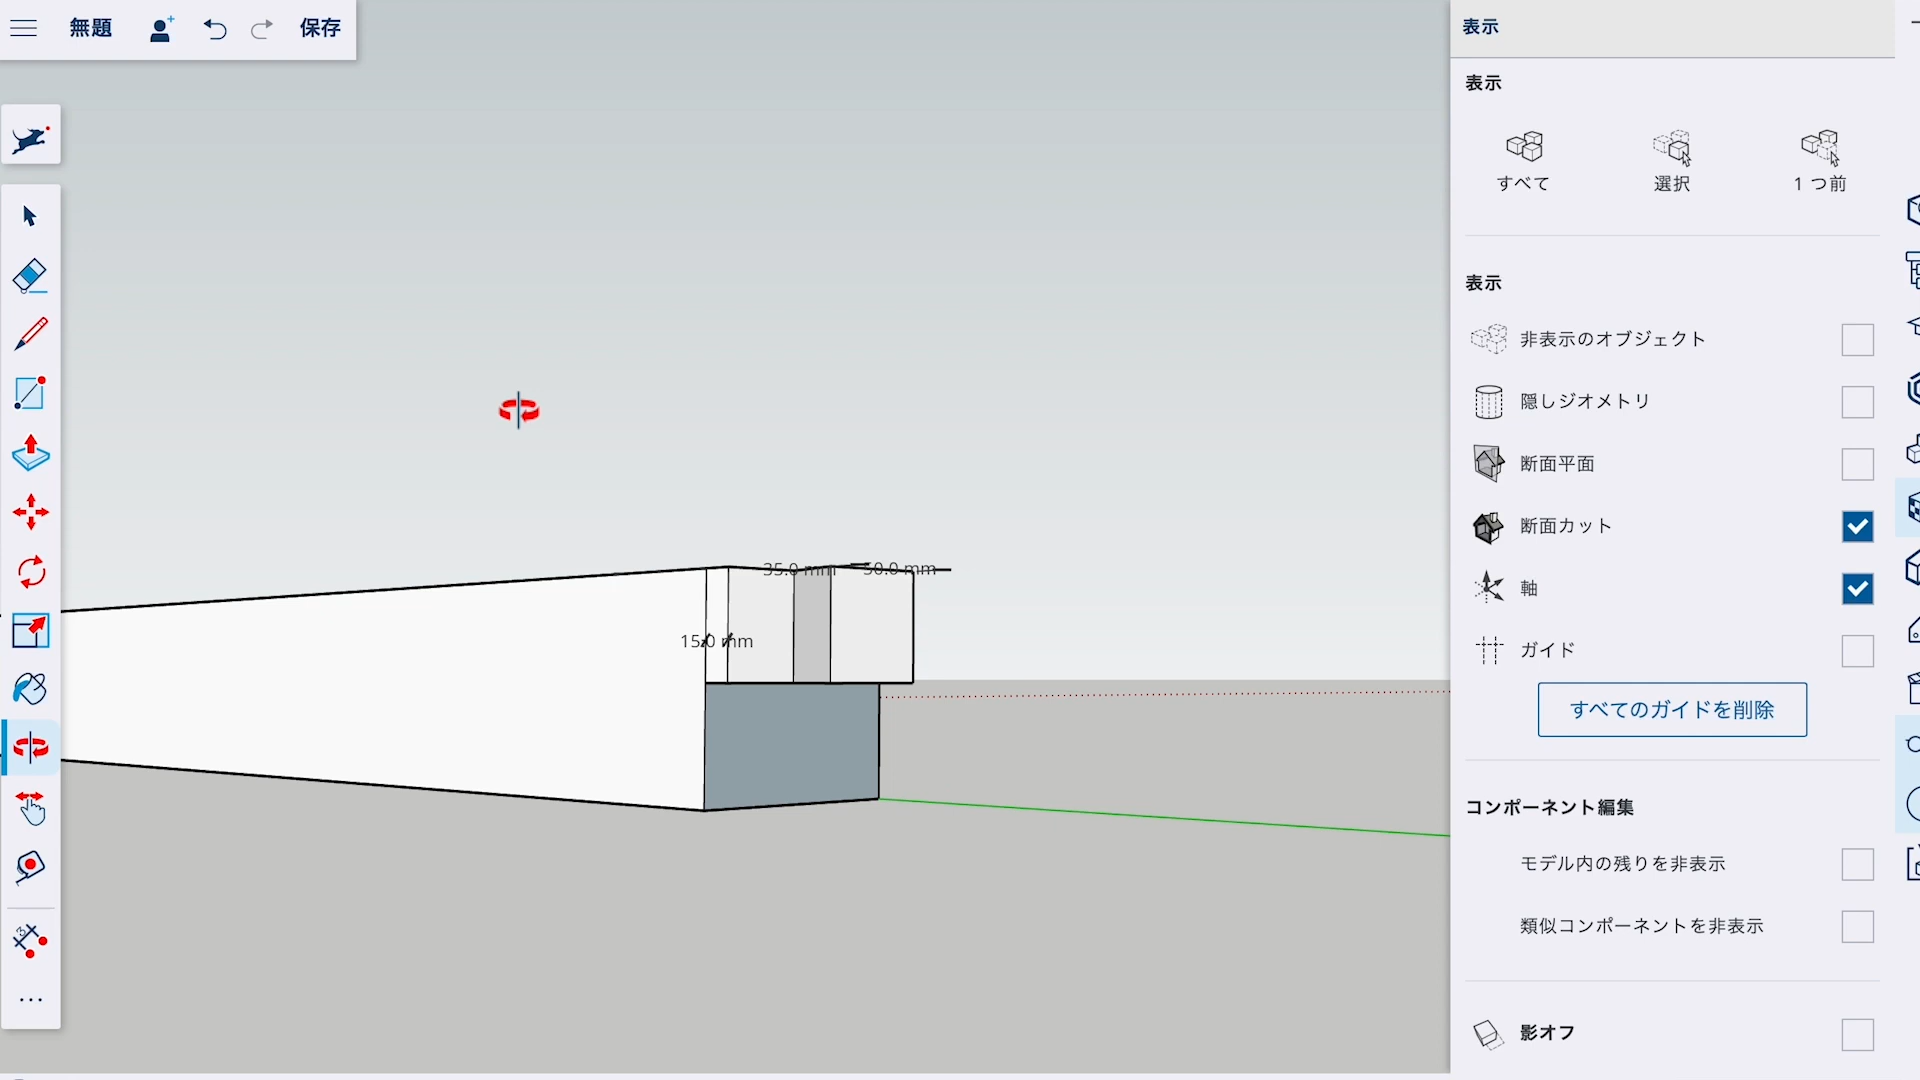 無題
保存
35.0 mm
50.0 mm
15.0 mm
3
表示
表示
すべて
選択
1 つ前
表示
非表示のオブジェクト
隠しジオメトリ
断面平面
断面カット
軸
ガイド
すべてのガイドを削除
コンポーネント編集
モデル内の残りを非表示
類似コンポーネントを非表示
影オフ